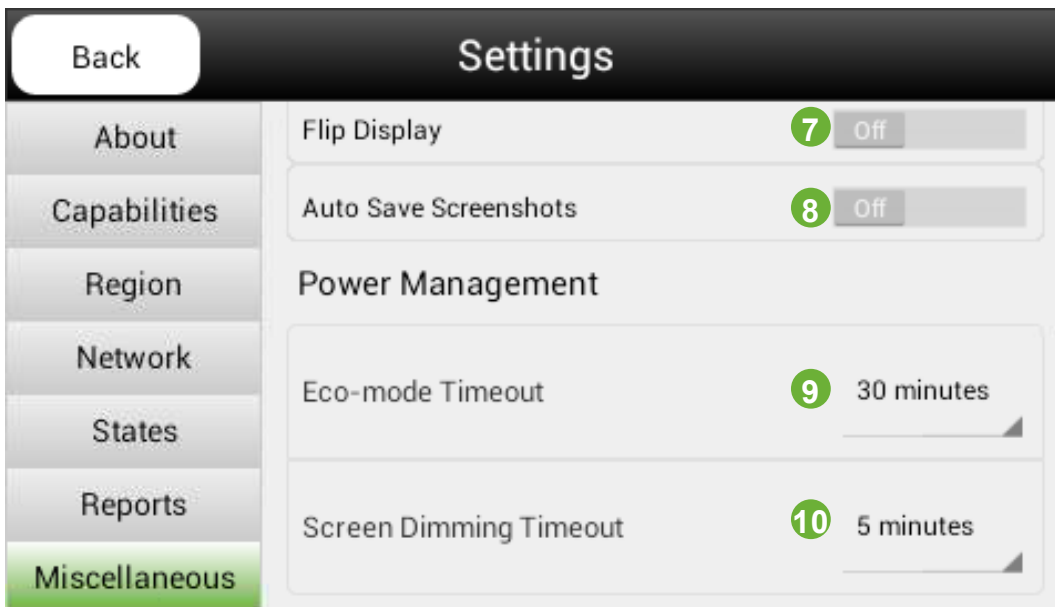 Back
Settings
About
Capabilities
Region
Network
States
Reports
Miscellaneous
Flip Display 7 Off
Auto Save Screenshots 8 Off
Power Management
Eco-mode Timeout 9 30 minutes
Screen Dimming Timeout 10 5 minutes